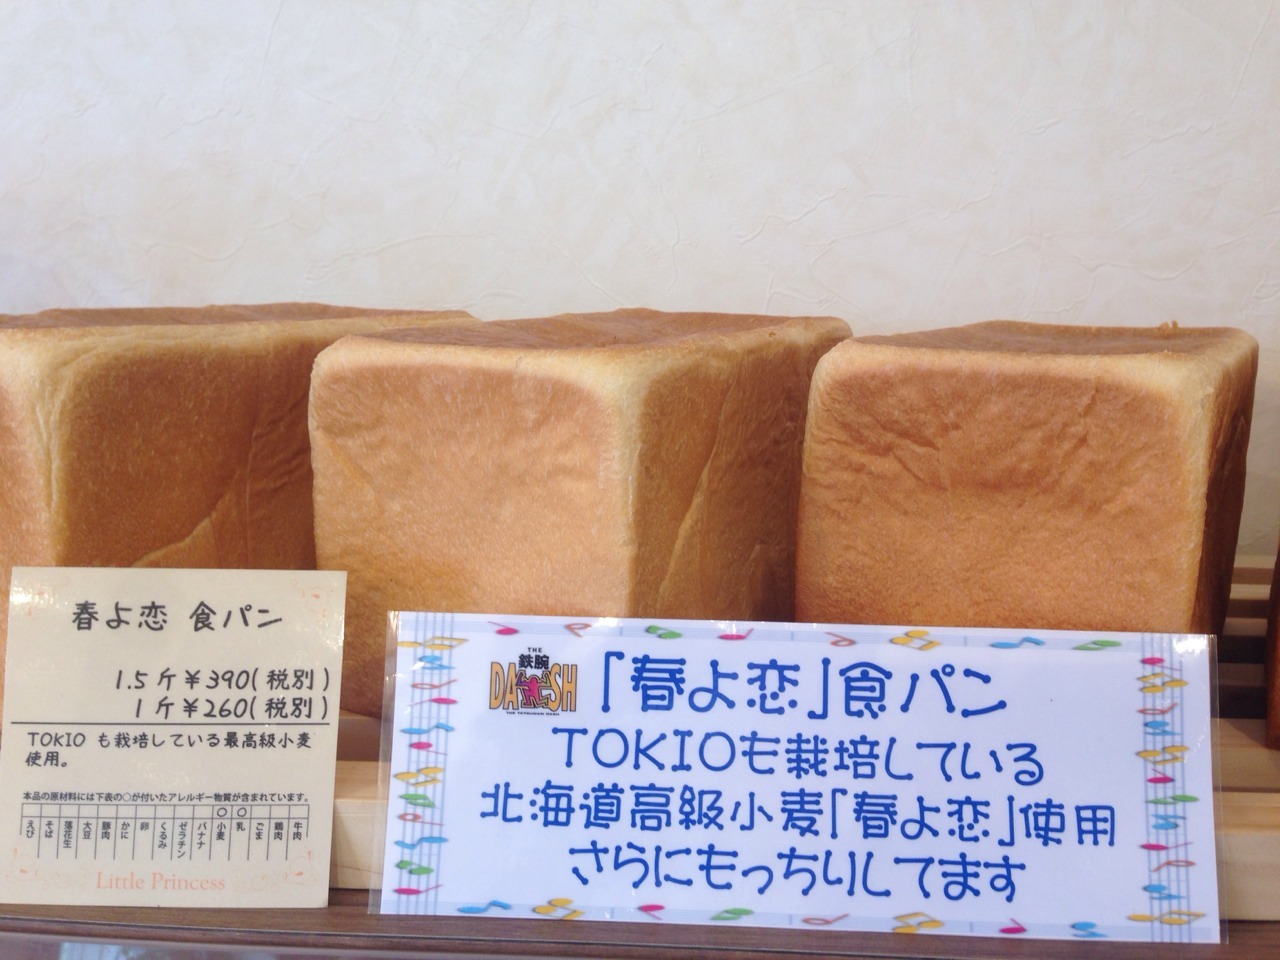 春よ恋 食パン
1.5斤¥390(税別)
1斤¥260(税別)
TOKIO も栽培している最高級小麦
使用。
本品の原材料には下表の○が付いたアレルギー物質が含まれています。
○ ○
えび そば 落花生 大豆 豚肉 かに 卵 くるみ ゼラチン バナナ 小麦 乳 ごま 鶏肉 牛肉
Little Princess
THE
鉄腕
DASH
THE TETSUWAN DASH
「春よ恋」食パン
TOKIOも栽培している
北海道高級小麦「春よ恋」使用
さらにもっちりしてます